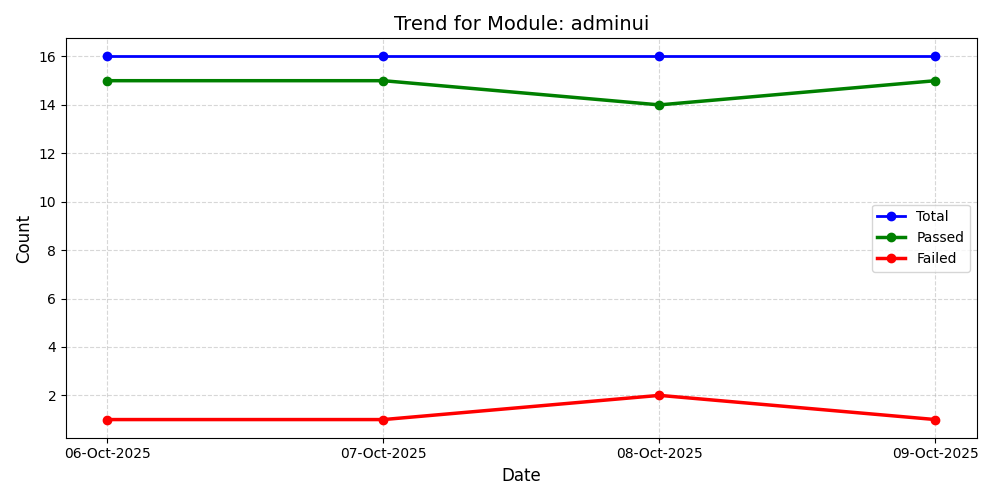 Trend for Module: adminui
16
14
12
10
8
6
4
2
Count
Total
Passed
Failed
06-Oct-2025 07-Oct-2025 08-Oct-2025 09-Oct-2025
Date